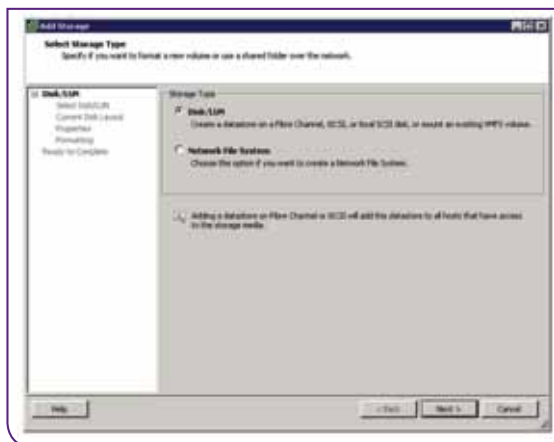 Add Storage
Select Storage Type
Specify if you want to format a new volume or use a shared folder over the network.
Disk/LUN
Select Disk/LUN
Current Disk Layout
Properties
Formatting
Ready to Complete
Storage Type
Disk/LUN
Create a datastore on a Fibre Channel, iSCSI, or local SCSI disk, or mount an existing VMFS volume.
Network File System
Choose this option if you want to create a Network File System.
Adding a datastore on Fibre Channel or iSCSI will add this datastore to all hosts that have access
to the storage media.
Help
< Back
Next >
Cancel